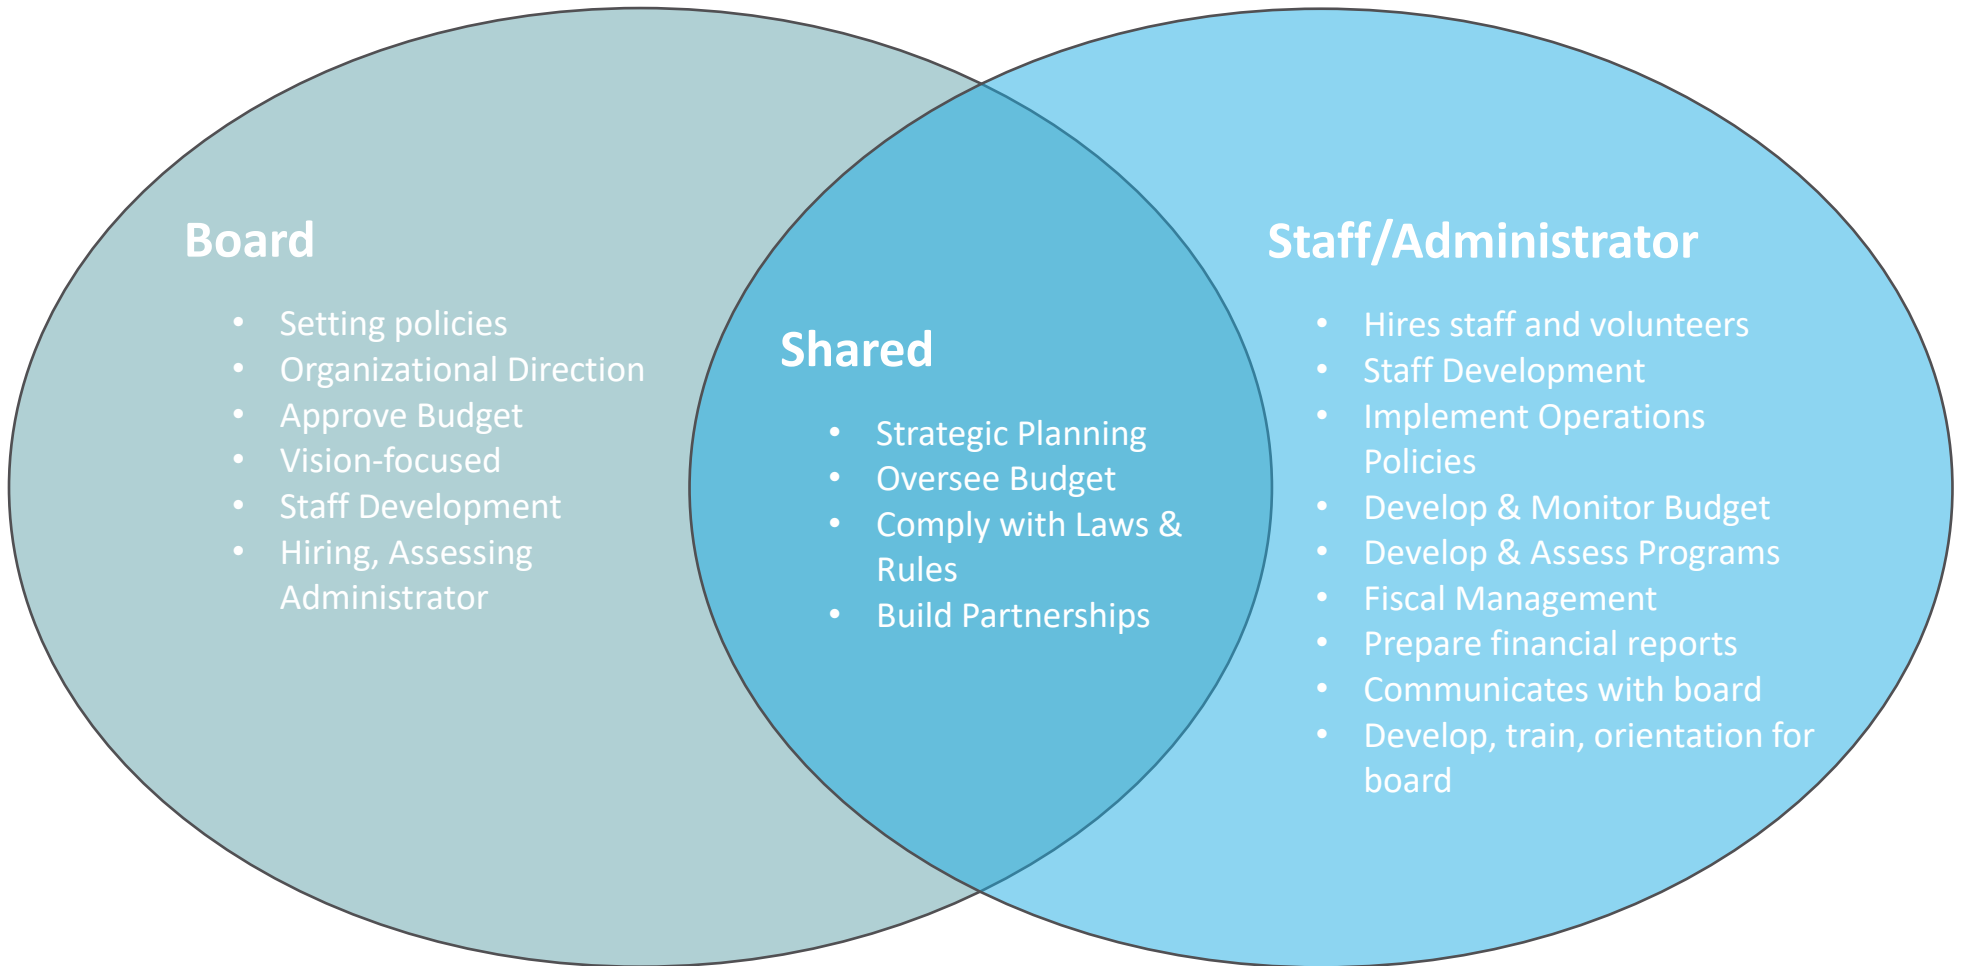 Board
• Setting policies
• Organizational Direction
• Approve Budget
• Vision-focused
• Staff Development
• Hiring, Assessing
Administrator
Shared
• Strategic Planning
• Oversee Budget
• Comply with Laws &
Rules
• Build Partnerships
Staff/Administrator
• Hires staff and volunteers
• Staff Development
• Implement Operations
Policies
• Develop & Monitor Budget
• Develop & Assess Programs
• Fiscal Management
• Prepare financial reports
• Communicates with board
• Develop, train, orientation for
board